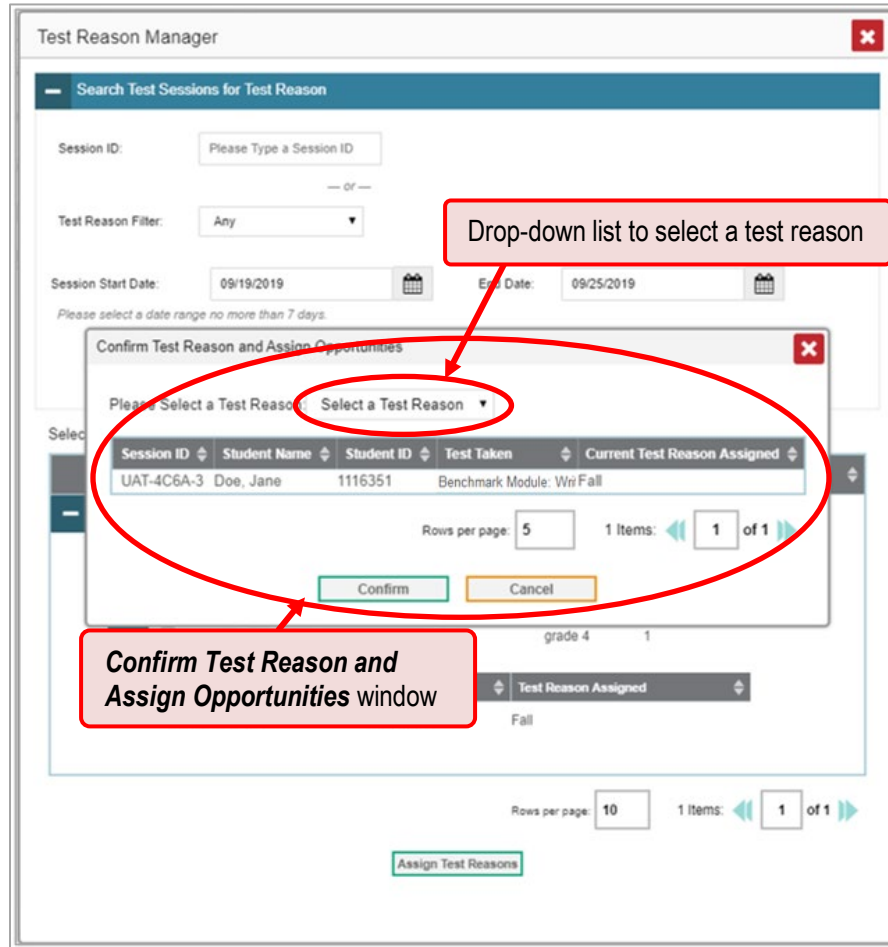 Test Reason Manager
Search Test Sessions for Test Reason
Session ID: Please Type a Session ID
— or —
Test Reason Filter: Any
Drop-down list to select a test reason
Session Start Date: 09/19/2019 End Date: 09/25/2019
Please select a date range no more than 7 days.
Confirm Test Reason and Assign Opportunities
Please Select a Test Reason: Select a Test Reason
Selec
Session ID Student Name Student ID Test Taken Current Test Reason Assigned
UAT-4C6A-3 Doe, Jane 1116351 Benchmark Module: Wri Fall
Rows per page: 5 1 Items: 1 of 1
Confirm Cancel
grade 4 1
Confirm Test Reason and
Assign Opportunities window
Test Reason Assigned
Fall
Rows per page: 10 1 Items: 1 of 1
Assign Test Reasons